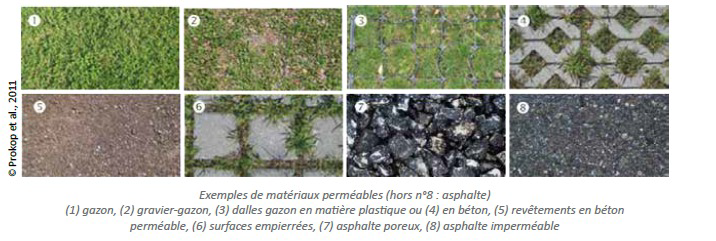 1
2
3
4
5
6
7
8
© Prokop et al., 2011
Exemples de matériaux perméables (hors n°8 : asphalte)
(1) gazon, (2) gravier-gazon, (3) dalles gazon en matière plastique ou (4) en béton, (5) revêtements en béton
perméable, (6) surfaces empierrées, (7) asphalte poreux, (8) asphalte imperméable